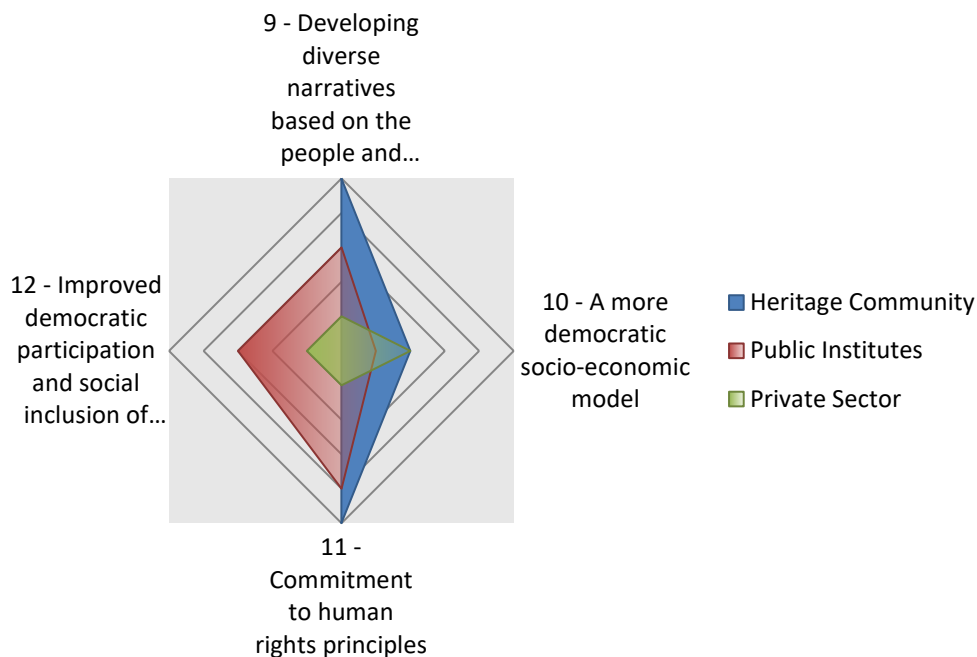 9 - Developing
diverse
narratives
based on the
people and…
12 - Improved
democratic
participation
and social
inclusion of…
10 - A more
democratic
socio-economic
model
11 -
Commitment
to human
rights principles
Heritage Community
Public Institutes
Private Sector